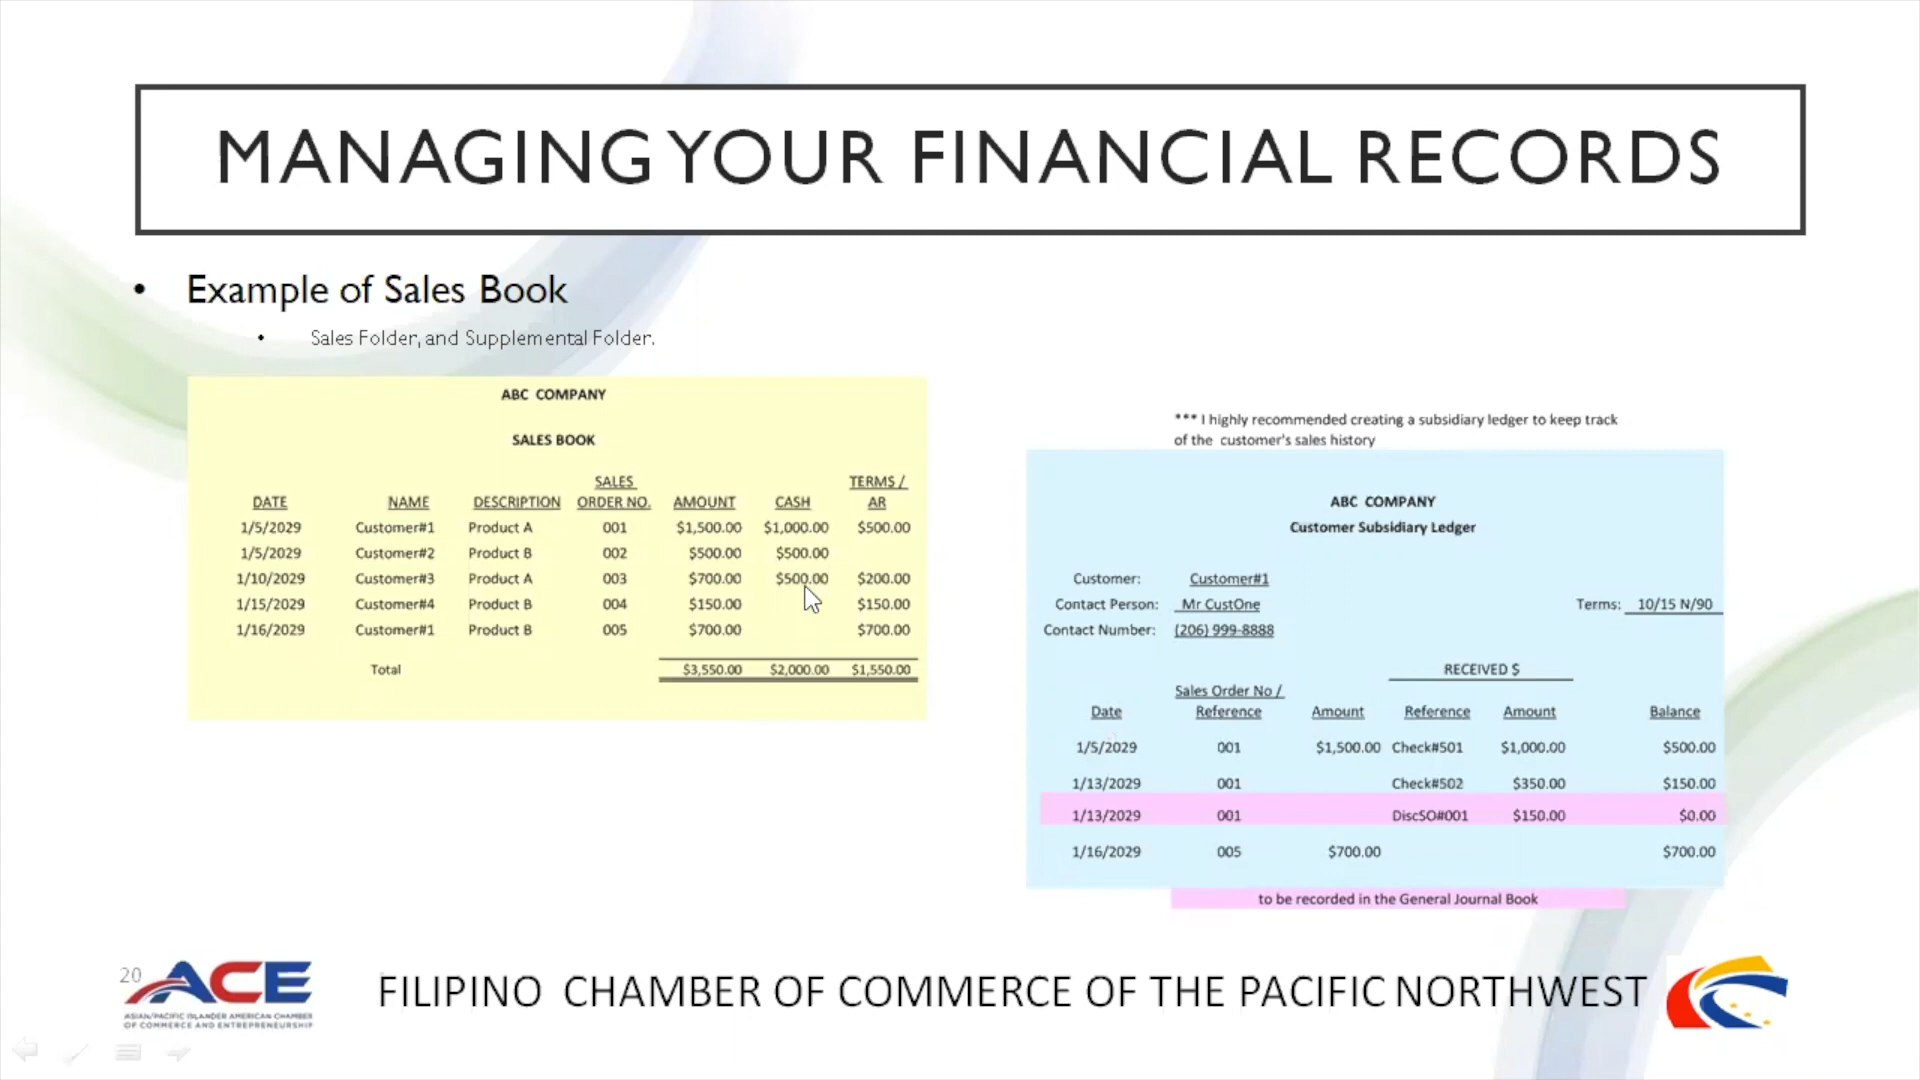 MANAGING YOUR FINANCIAL RECORDS
• Example of Sales Book
• Sales Folder, and Supplemental Folder.
ABC COMPANY
SALES BOOK
DATE NAME DESCRIPTION SALES ORDER NO. AMOUNT CASH TERMS / AR
1/5/2029 Customer#1 Product A 001 $1,500.00 $1,000.00 $500.00
1/5/2029 Customer#2 Product B 002 $500.00 $500.00
1/10/2029 Customer#3 Product A 003 $700.00 $500.00 $200.00
1/15/2029 Customer#4 Product B 004 $150.00 $150.00
1/16/2029 Customer#1 Product B 005 $700.00 $700.00
Total $3,550.00 $2,000.00 $1,550.00
*** I highly recommended creating a subsidiary ledger to keep track
of the customer's sales history
ABC COMPANY
Customer Subsidiary Ledger
Customer: Customer#1
Contact Person: Mr CustOne Terms: 10/15 N/90
Contact Number: (206) 999-8888
RECEIVED $
Date Sales Order No / Reference Amount Reference Amount Balance
1/5/2029 001 $1,500.00 Check#501 $1,000.00 $500.00
1/13/2029 001 Check#502 $350.00 $150.00
1/13/2029 001 DiscSO#001 $150.00 $0.00
1/16/2029 005 $700.00 $700.00
to be recorded in the General Journal Book
20
ACE
ASIAN/PACIFIC ISLANDER AMERICAN CHAMBER
OF COMMERCE AND ENTREPRENEURSHIP
FILIPINO CHAMBER OF COMMERCE OF THE PACIFIC NORTHWEST